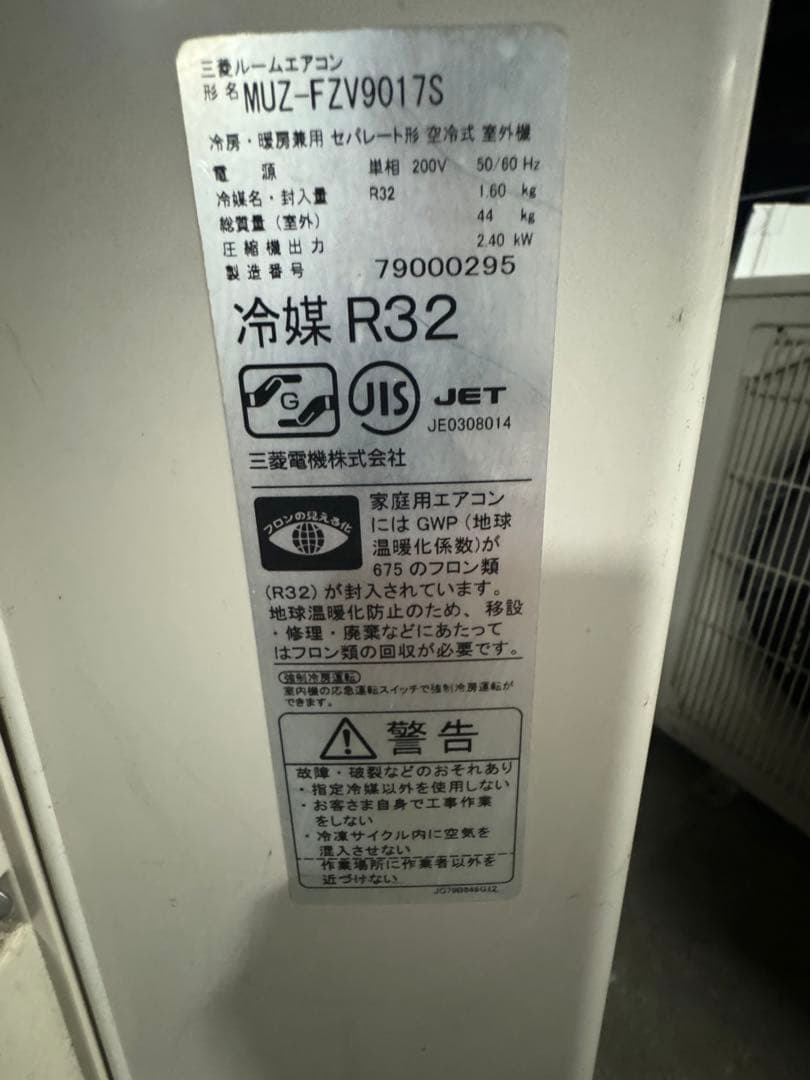 三菱ルームエアコン
形名 MUZ-FZV9017S
冷房・暖房兼用 セパレート形 空冷式 室外機
電源 単相 200V 50/60 Hz
冷媒名・封入量 R32 1.60 kg
総質量（室外） 44 kg
圧縮機出力 2.40 kW
製造番号 79000295
冷媒 R32
G
JIS
JET
JE0308014
三菱電機株式会社
フロンの見える化
家庭用エアコン
にはGWP（地球
温暖化係数）が
675のフロン類
(R32)が封入されています。
地球温暖化防止のため、移設
・修理・廃棄などにあたって
はフロン類の回収が必要です。
強制冷房運転
室内機の応急運転スイッチで強制冷房運転が
できます。
警告
故障・破裂などのおそれあり
・指定冷媒以外を使用しない
・お客さま自身で工事作業
をしない
・冷凍サイクル内に空気を
混入させない
作業場所に作業者以外を
近づけない